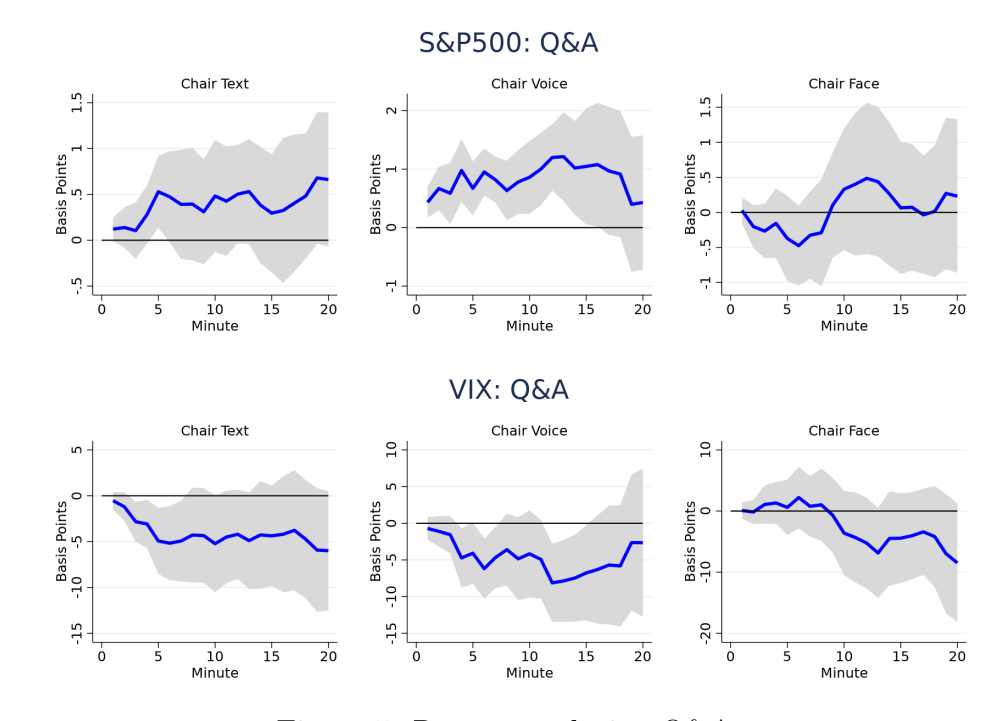 S&P500: Q&A
Chair Text
Chair Voice
Chair Face
Basis Points
1.5
1
.5
0
-.5
0 5 10 15 20
Minute
Basis Points
2
1
0
-1
0 5 10 15 20
Minute
Basis Points
1.5
1
.5
0
-.5
-1
0 5 10 15 20
Minute
VIX: Q&A
Chair Text
Chair Voice
Chair Face
Basis Points
5
0
-5
-10
-15
0 5 10 15 20
Minute
Basis Points
10
5
0
-5
-10
-15
0 5 10 15 20
Minute
Basis Points
10
0
-10
-20
0 5 10 15 20
Minute